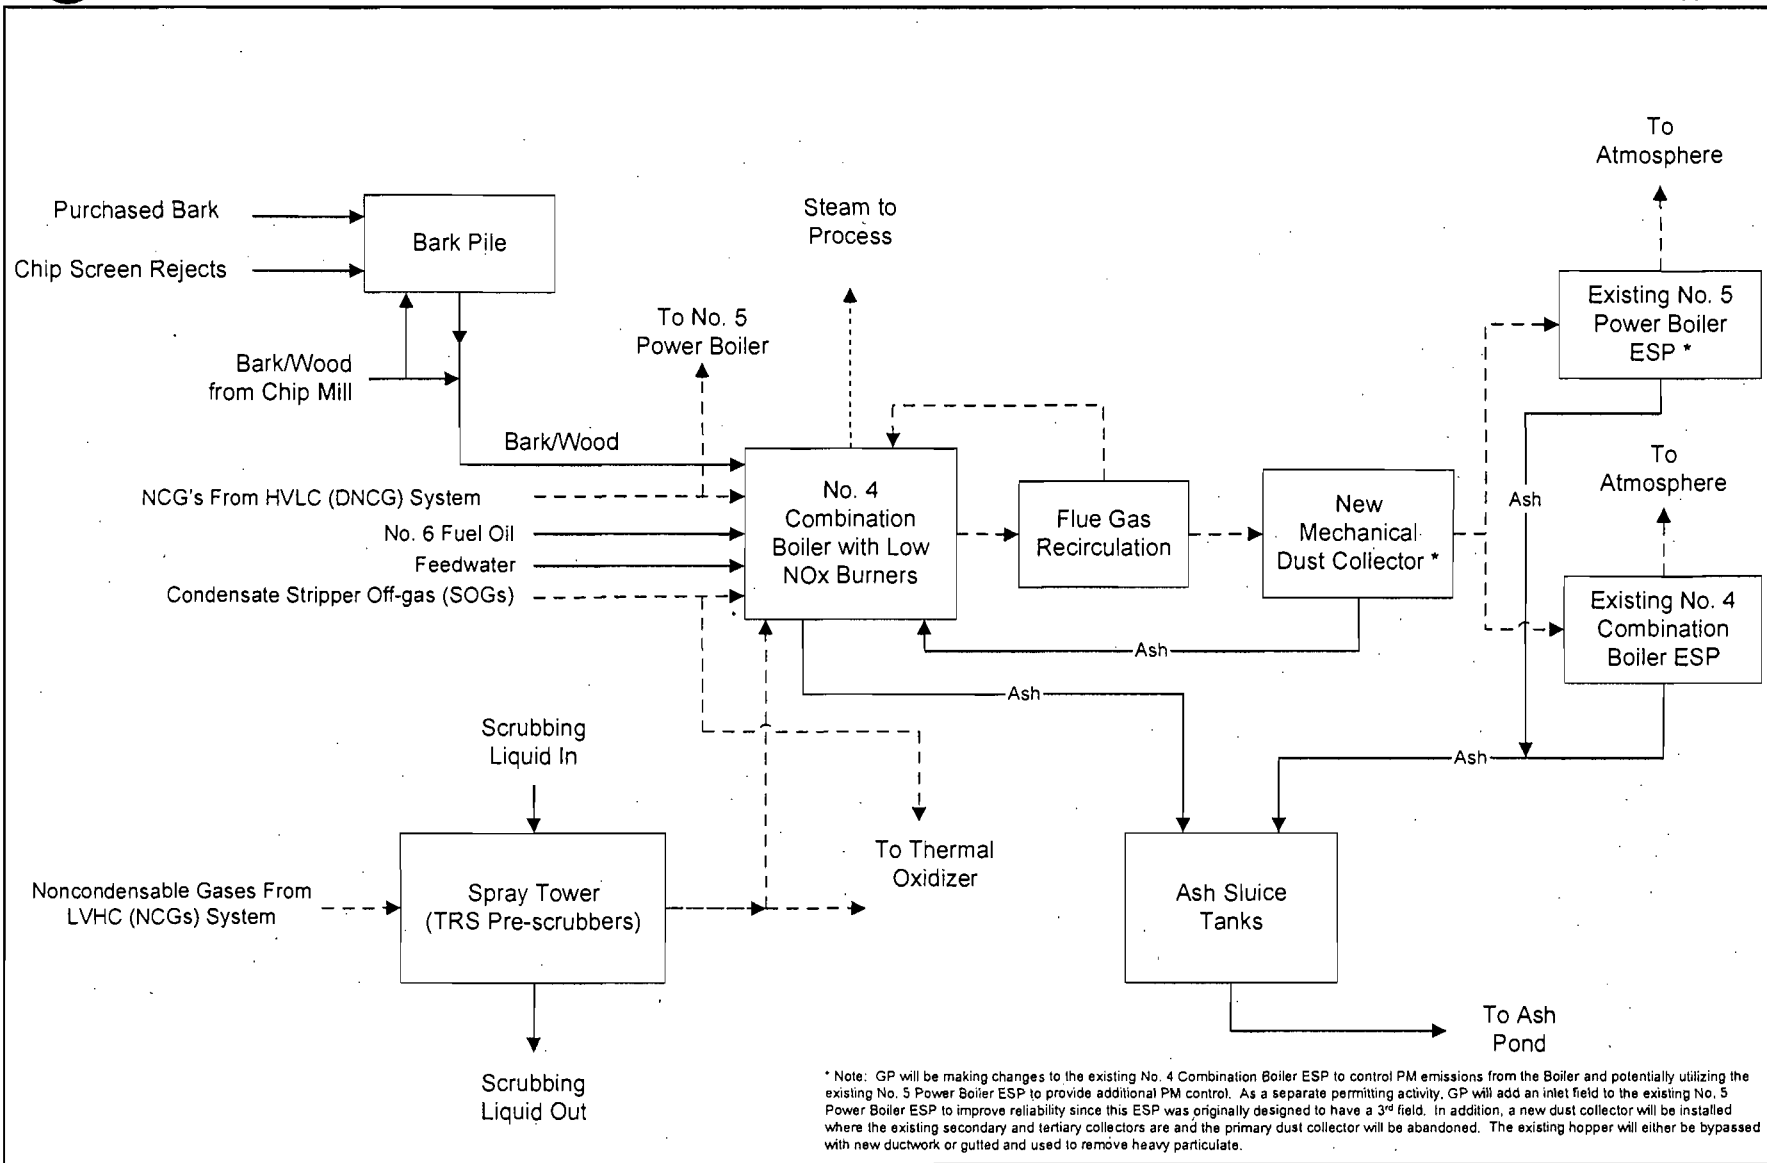 To
Atmosphere
Purchased Bark
Bark Pile
Steam to
Process
Chip Screen Rejects
Existing No. 5
Power Boiler
ESP *
To No. 5
Power Boiler
Bark/Wood
from Chip Mill
Bark/Wood
To
Atmosphere
NCG's From HVLC (DNCG) System
No. 6 Fuel Oil
Feedwater
Condensate Stripper Off-gas (SOGs)
No. 4
Combination
Boiler with Low
NOx Burners
Flue Gas
Recirculation
New
Mechanical
Dust Collector *
Ash
Existing No. 4
Combination
Boiler ESP
Ash
Ash
Scrubbing
Liquid In
Ash
To Thermal
Oxidizer
Noncondensable Gases From
LVHC (NCGs) System
Spray Tower
(TRS Pre-scrubbers)
Ash Sluice
Tanks
To Ash
Pond
Scrubbing
Liquid Out
* Note: GP will be making changes to the existing No. 4 Combination Boiler ESP to control PM emissions from the Boiler and potentially utilizing the
existing No. 5 Power Boiler ESP to provide additional PM control. As a separate permitting activity, GP will add an inlet field to the existing No. 5
Power Boiler ESP to improve reliability since this ESP was originally designed to have a 3rd field. In addition, a new dust collector will be installed
where the existing secondary and tertiary collectors are and the primary dust collector will be abandoned. The existing hopper will either be bypassed
with new ductwork or gutted and used to remove heavy particulate.